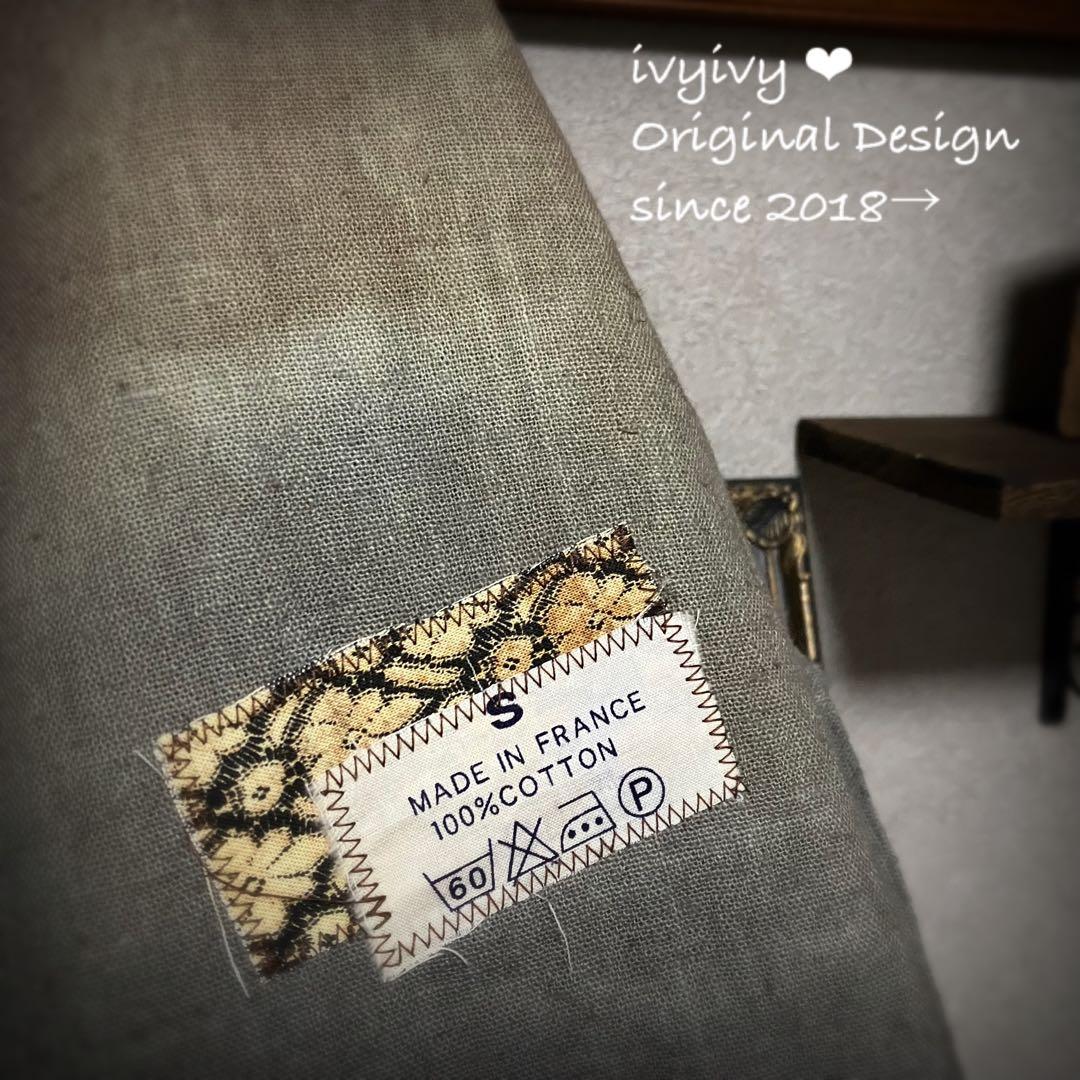 ivyivy ❤
Original Design
since 2018→
S
MADE IN FRANCE
100%COTTON
60 P